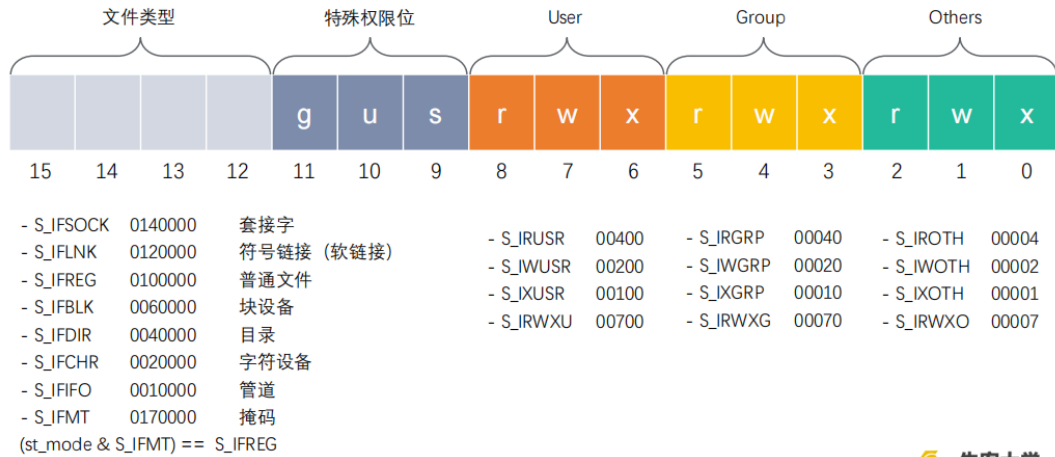 文件类型 特殊权限位 User Group Others
g u s r w x r w x r w x
15 14 13 12 11 10 9 8 7 6 5 4 3 2 1 0
- S_IFSOCK 0140000 套接字
- S_IFLNK 0120000 符号链接（软链接）
- S_IFREG 0100000 普通文件
- S_IFBLK 0060000 块设备
- S_IFDIR 0040000 目录
- S_IFCHR 0020000 字符设备
- S_IFIFO 0010000 管道
- S_IFMT 0170000 掩码
(st_mode & S_IFMT) == S_IFREG
- S_IRUSR 00400
- S_IWUSR 00200
- S_IXUSR 00100
- S_IRWXU 00700
- S_IRGRP 00040
- S_IWGRP 00020
- S_IXGRP 00010
- S_IRWXG 00070
- S_IROTH 00004
- S_IWOTH 00002
- S_IXOTH 00001
- S_IRWXO 00007